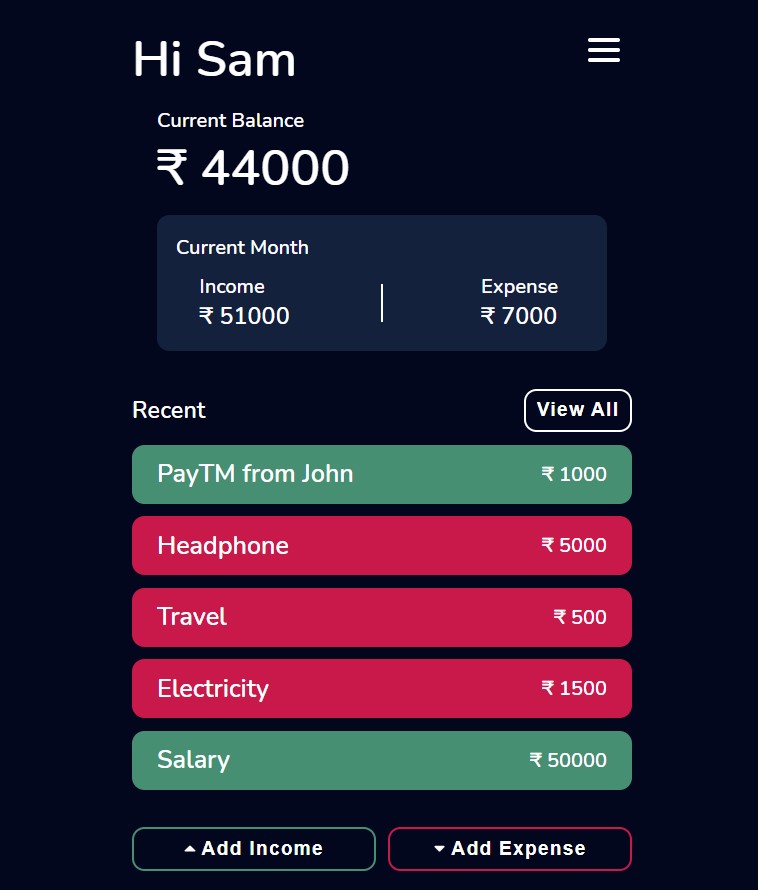 Hi Sam
Current Balance
₹ 44000
Current Month
Income Expense
₹ 51000 ₹ 7000
Recent View All
PayTM from John ₹ 1000
Headphone ₹ 5000
Travel ₹ 500
Electricity ₹ 1500
Salary ₹ 50000
Add Income Add Expense